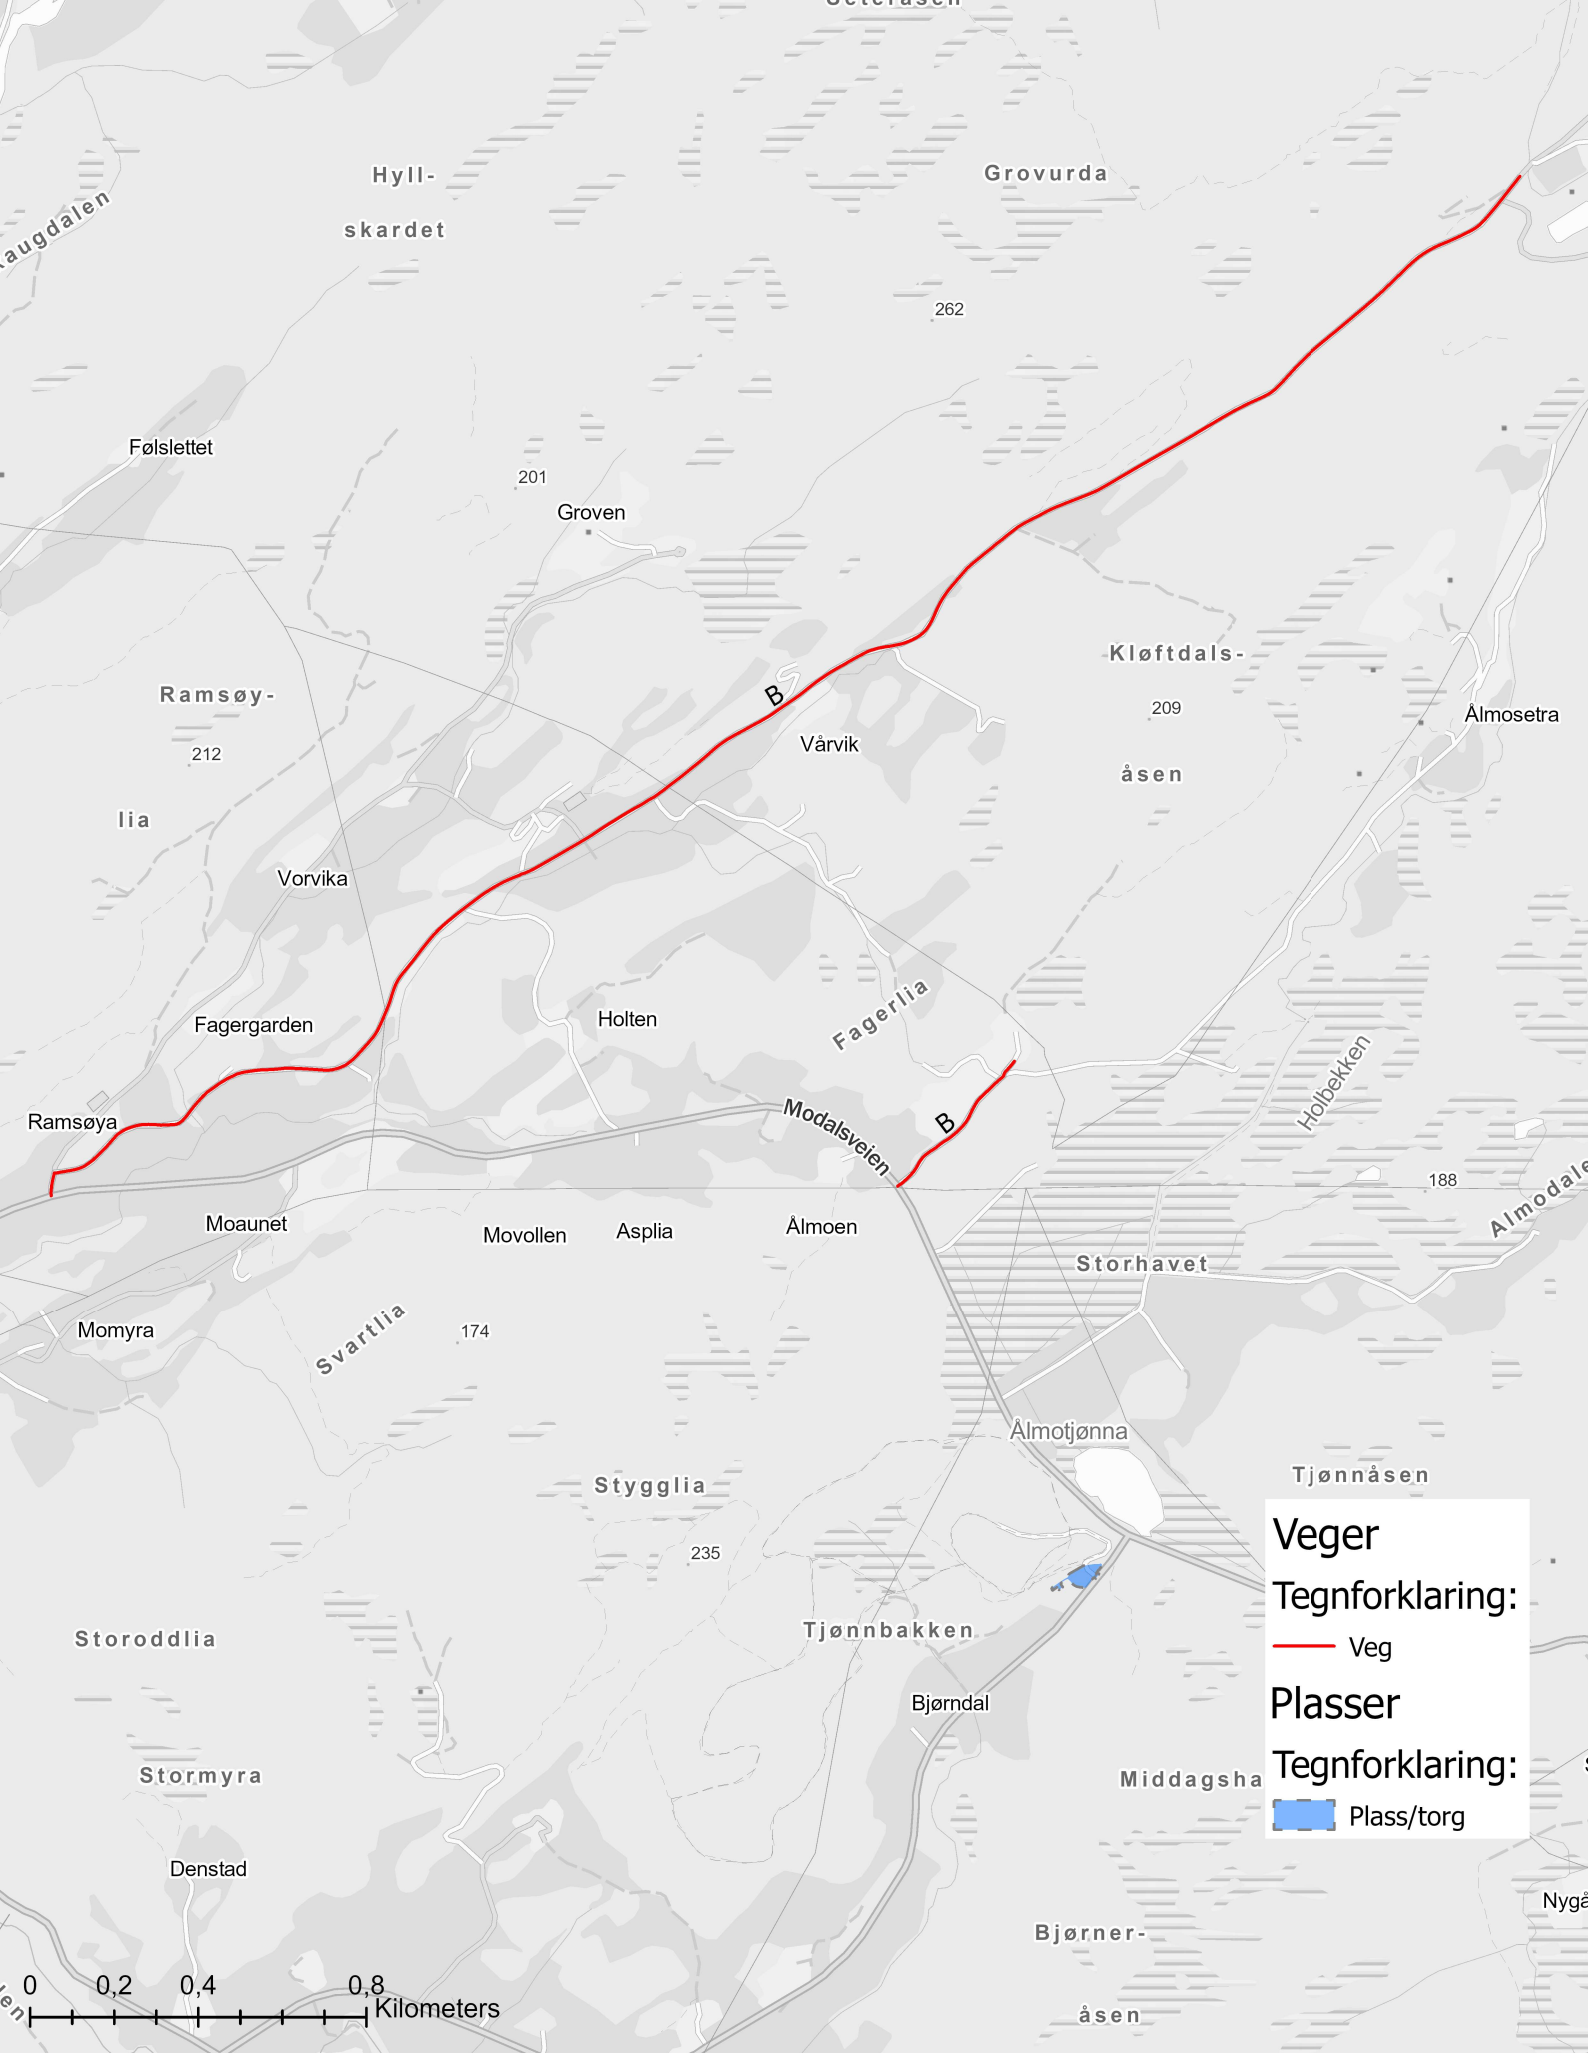 Hyll-
skardet
Grovurda
262
Følslettet
201
Groven
Ramsøy-
212
lia
B
Vårvik
Kløftdals-
209
åsen
Ålmosetra
Vorvika
Fagergarden
Holten
Fagerlia
Ramsøya
Modalsveien
B
Holbekken
188
Moaunet
Movollen
Asplia
Ålmoen
Storhavet
Momyra
Svartlia
174
Ålmotjønna
Stygglia
235
Tjønnåsen
Tjønnbakken
Storoddlia
Bjørndal
Stormyra
Denstad
Bjørner-
åsen
Veger
Tegnforklaring:
Veg
Plasser
Tegnforklaring:
Plass/torg
0 0,2 0,4 0,8
Kilometers